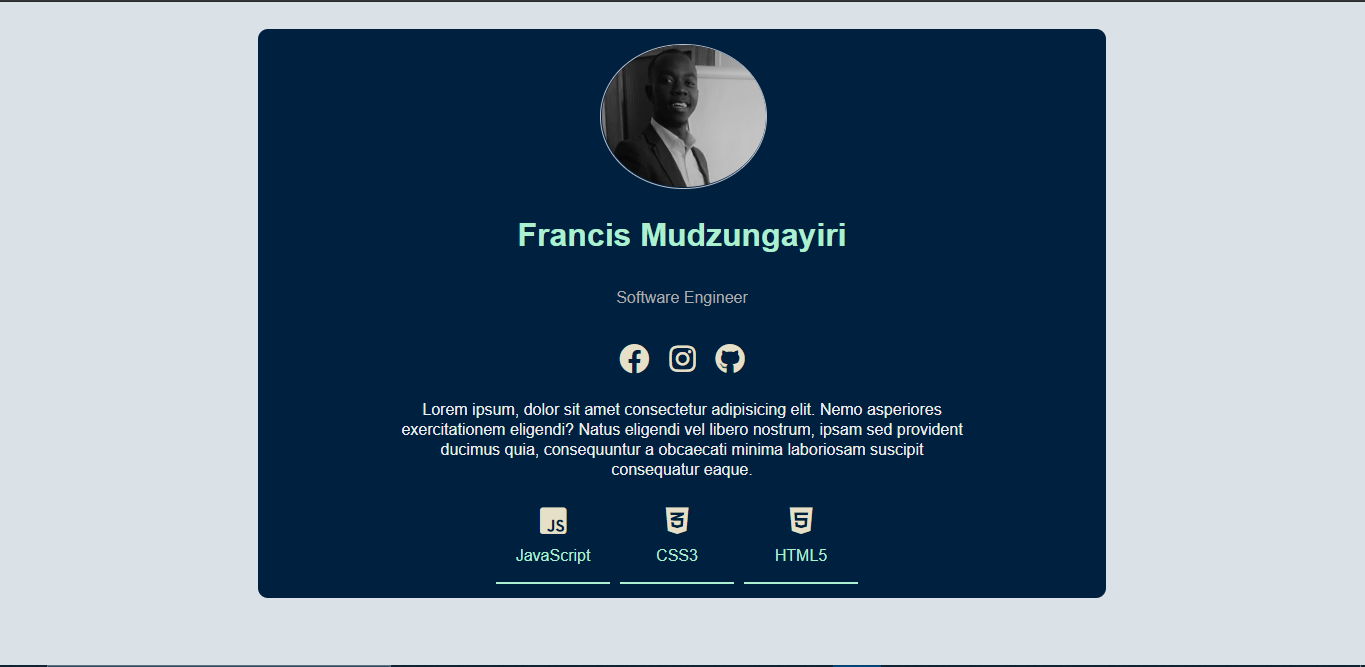 Francis Mudzungayiri
Software Engineer
Lorem ipsum, dolor sit amet consectetur adipisicing elit. Nemo asperiores
exercitationem eligendi? Natus eligendi vel libero nostrum, ipsam sed provident
ducimus quia, consequuntur a obcaecati minima laboriosam suscipit
consequatur eaque.
JS
JavaScript CSS3 HTML5